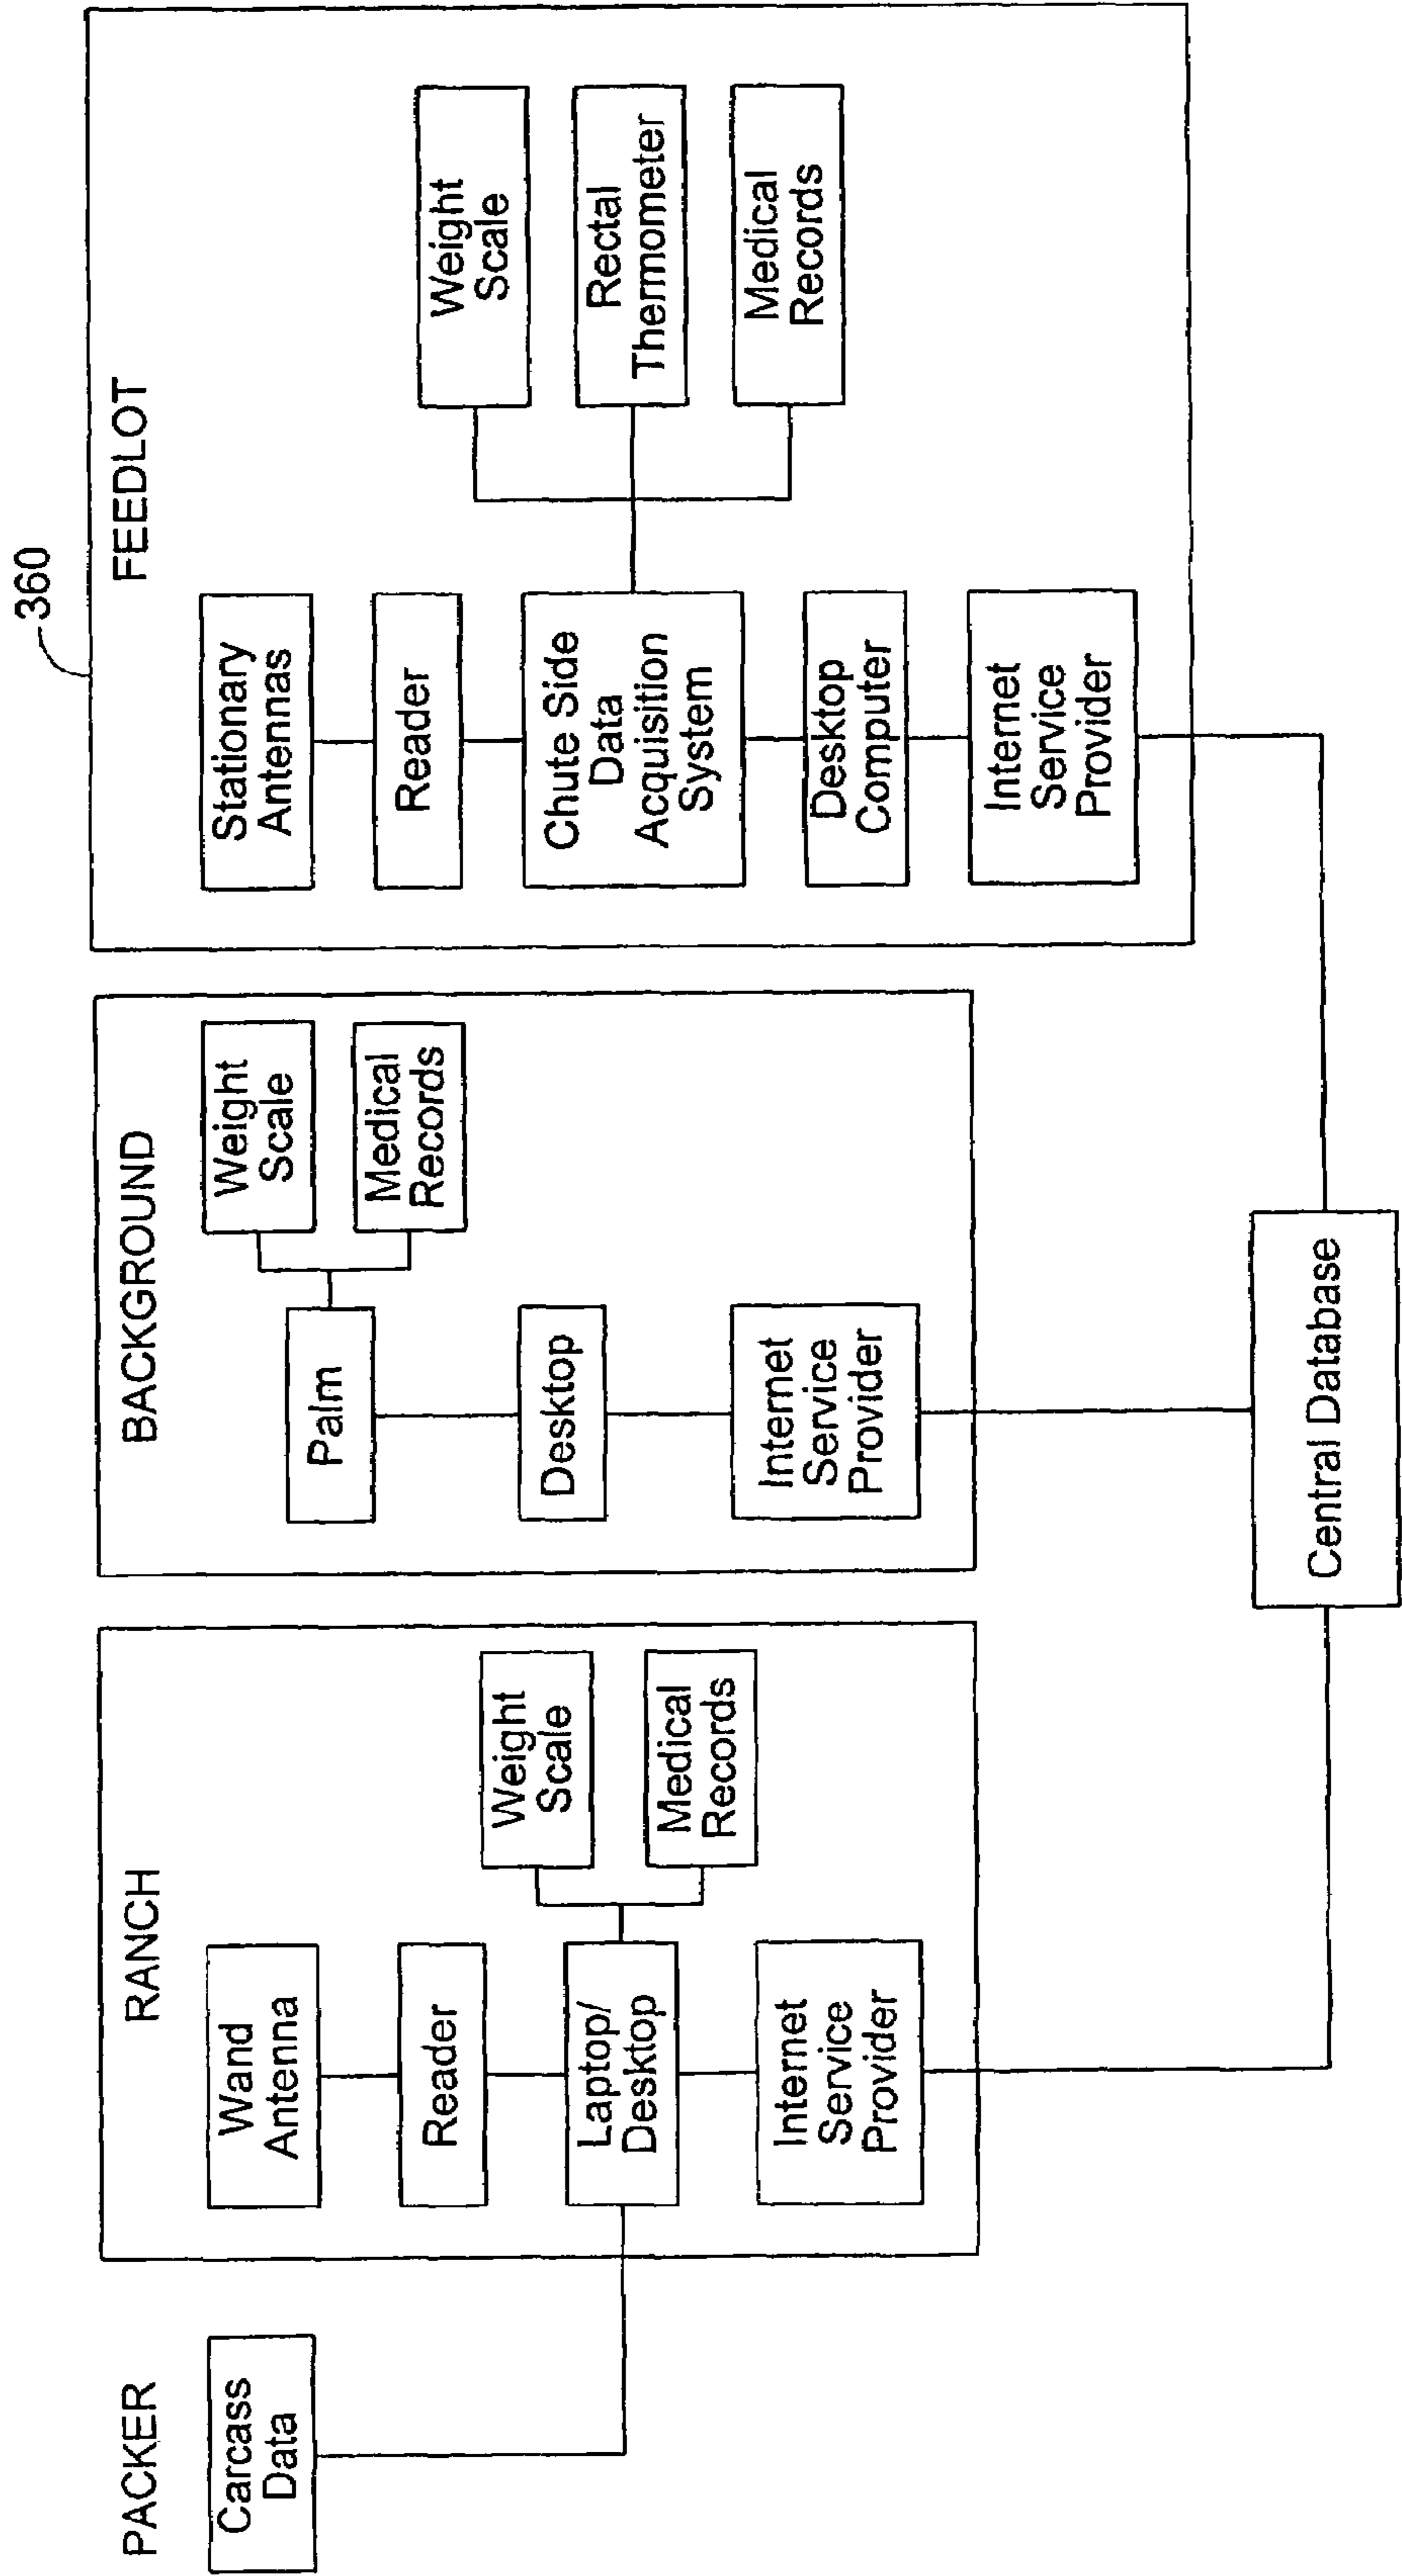 PACKER
Carcass
Data
RANCH
Wand
Antenna
Reader
Laptop/
Desktop
Weight
Scale
Medical
Records
Internet
Service
Provider
BACKGROUND
Weight
Scale
Medical
Records
Palm
Desktop
Internet
Service
Provider
360
FEEDLOT
Stationary
Antennas
Reader
Chute Side
Data
Acquisition
System
Weight
Scale
Rectal
Thermometer
Medical
Records
Desktop
Computer
Internet
Service
Provider
Central Database